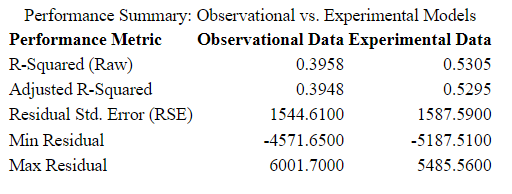 Performance Summary: Observational vs. Experimental Models
Performance Metric Observational Data Experimental Data
R-Squared (Raw) 0.3958 0.5305
Adjusted R-Squared 0.3948 0.5295
Residual Std. Error (RSE) 1544.6100 1587.5900
Min Residual -4571.6500 -5187.5100
Max Residual 6001.7000 5485.5600